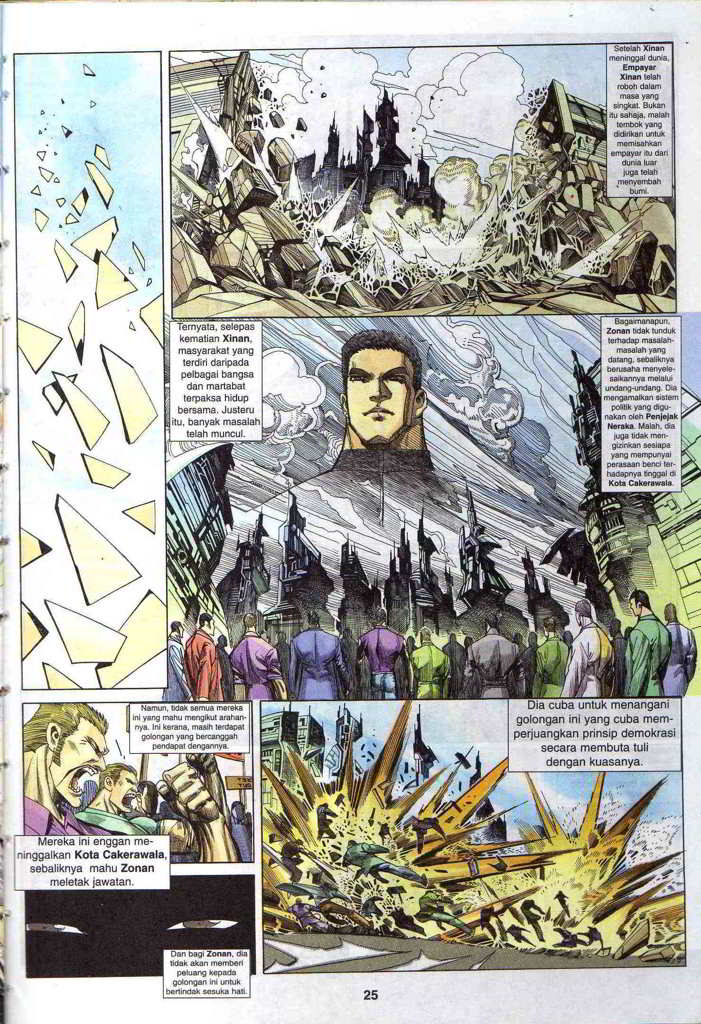 Setelah Xinan
meninggal dunia,
Empayar
Xinan telah
roboh dalam
masa yang
singkat. Bukan
itu sahaja, malah
tembok yang
didirikan untuk
memisahkan
empayar itu dari
dunia luar
juga telah
menyembah
bumi.
Ternyata, selepas
kematian Xinan,
masyarakat yang
terdiri daripada
pelbagai bangsa
dan martabat
terpaksa hidup
bersama. Justeru
itu, banyak masalah
telah muncul.
Bagaimanapun,
Zonan tidak tunduk
terhadap masalah-
masalah yang
datang, sebaliknya
berusaha menyele-
saikannya melalui
undang-undang. Dia
mengamalkan sistem
politik yang digu-
nakan oleh Penjejak
Neraka. Malah, dia
juga tidak men-
gizinkan sesiapa
yang mempunyai
perasaan benci ter-
hadapnya tinggal di
Kota Cakerawala.
Namun, tidak semua mereka
ini yang mahu mengikut arahan-
nya. Ini kerana, masih terdapat
golongan yang bercanggah
pendapat dengannya.
Mereka ini enggan me-
ninggalkan Kota Cakerawala,
sebaliknya mahu Zonan
meletak jawatan.
Dia cuba untuk menangani
golongan ini yang cuba mem-
perjuangkan prinsip demokrasi
secara membuta tuli
dengan kuasanya.
Dan bagi Zonan, dia
tidak akan memberi
peluang kepada
golongan ini untuk
bertindak sesuka hati.
25